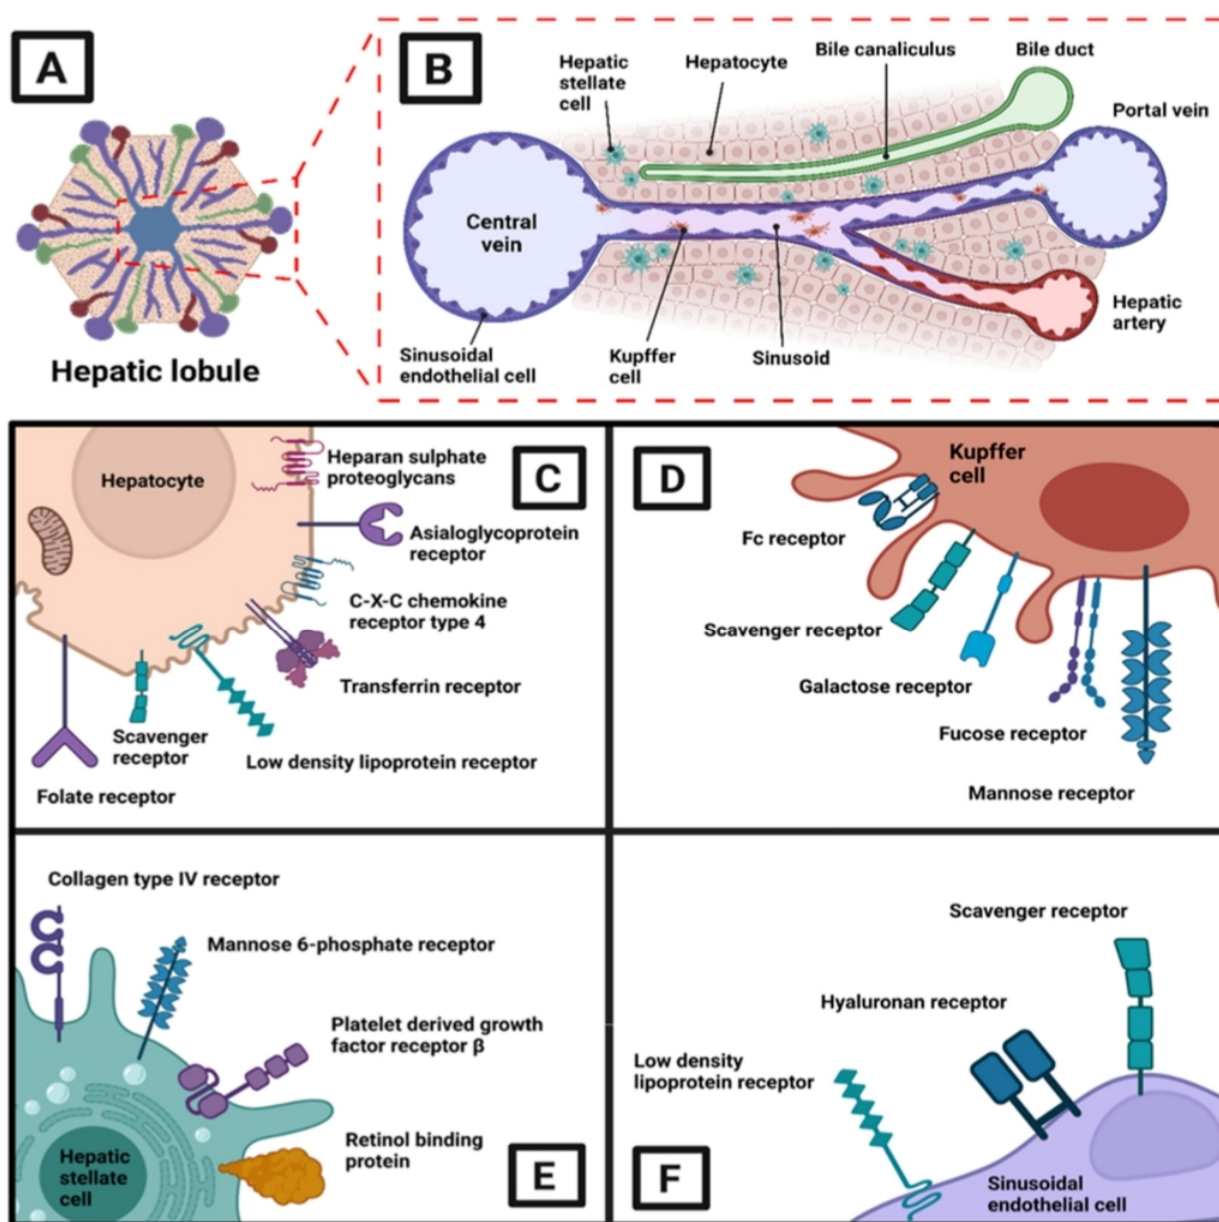 A
Hepatic lobule
B
Hepatic
stellate
cell
Hepatocyte
Bile canaliculus
Bile duct
Portal vein
Central
vein
Hepatic
artery
Sinusoidal
endothelial cell
Kupffer
cell
Sinusoid
C
Hepatocyte
Heparan sulphate
proteoglycans
Asialoglycoprotein
receptor
C-X-C chemokine
receptor type 4
Transferrin receptor
Low density lipoprotein receptor
Scavenger
receptor
Folate receptor
D
Kupffer
cell
Fc receptor
Scavenger receptor
Galactose receptor
Fucose receptor
Mannose receptor
Collagen type IV receptor
Mannose 6-phosphate receptor
Platelet derived growth
factor receptor β
Retinol binding
protein
Hepatic
stellate
cell
E
Scavenger receptor
Hyaluronan receptor
Low density
lipoprotein receptor
F
Sinusoidal
endothelial cell